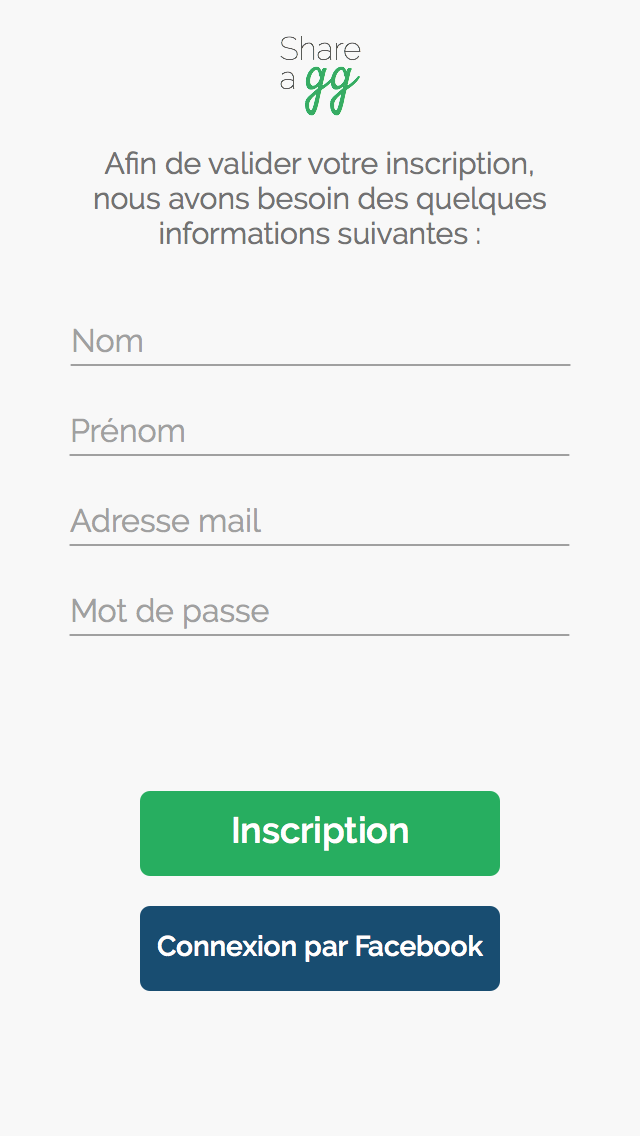 Share
a gg
Afin de valider votre inscription,
nous avons besoin des quelques
informations suivantes :
Nom
Prénom
Adresse mail
Mot de passe
Inscription
Connexion par Facebook